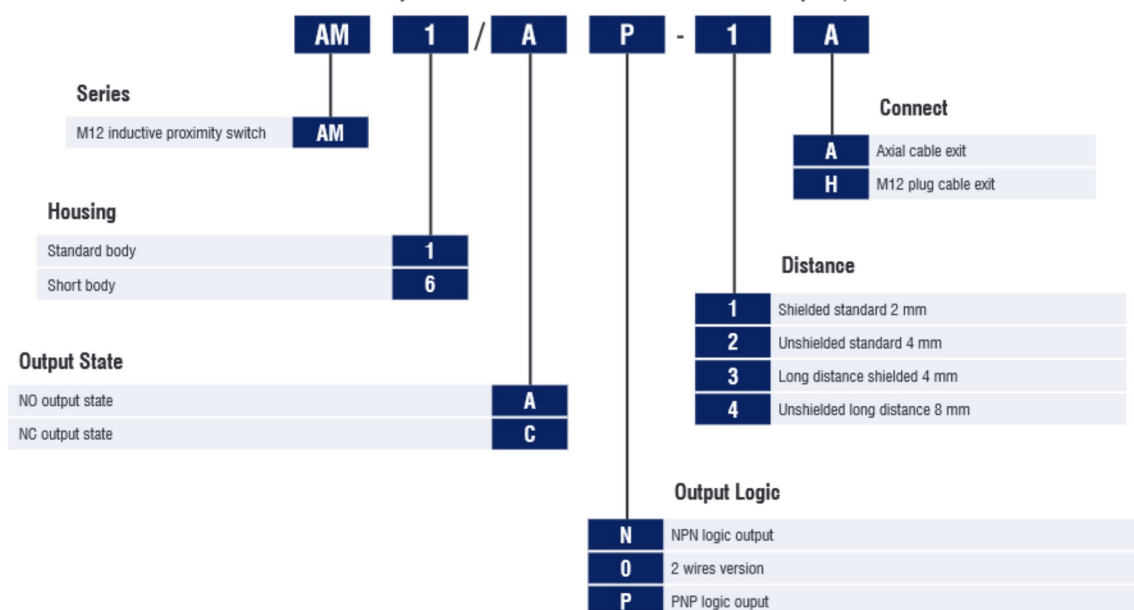 AM 1 / A P - 1 A
Series
M12 inductive proximity switch AM
Connect
A Axial cable exit
H M12 plug cable exit
Housing
Standard body 1
Short body 6
Distance
1 Shielded standard 2 mm
2 Unshielded standard 4 mm
3 Long distance shielded 4 mm
4 Unshielded long distance 8 mm
Output State
NO output state A
NC output state C
Output Logic
N NPN logic output
0 2 wires version
P PNP logic ouput